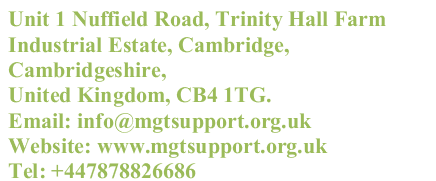 Unit 1 Nuffield Road, Trinity Hall Farm
Industrial Estate, Cambridge,
Cambridgeshire,
United Kingdom, CB4 1TG.
Email: info@mgtsupport.org.uk
Website: www.mgtsupport.org.uk
Tel: +447878826686